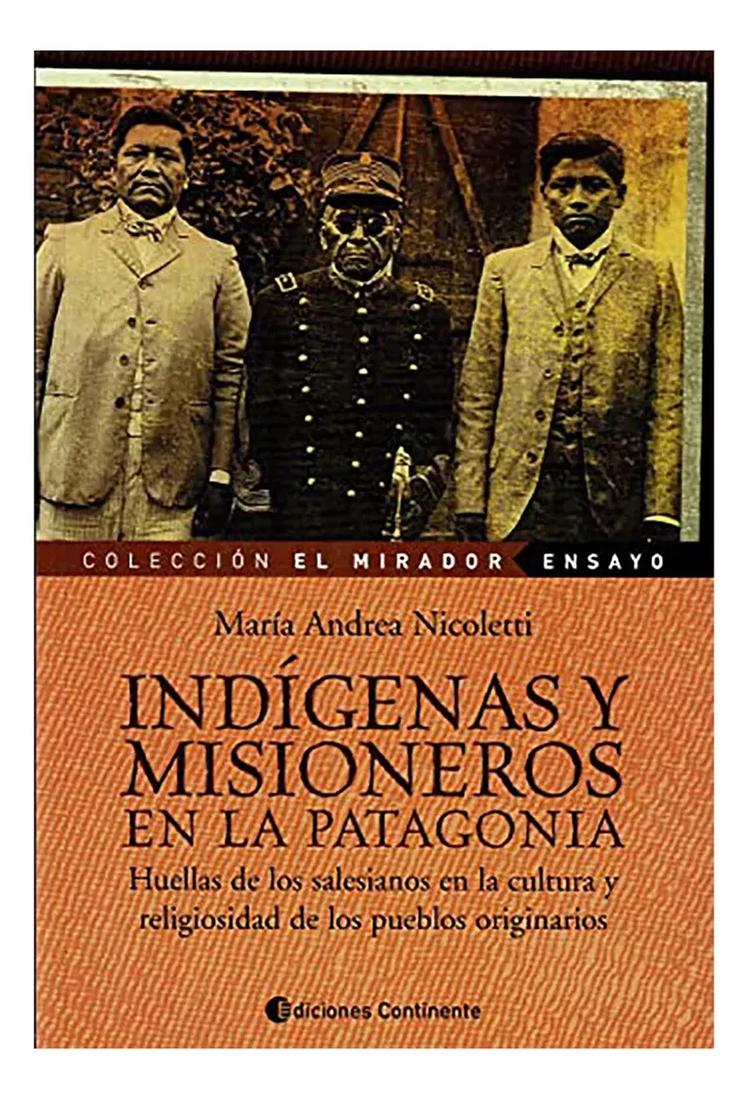 COLECCIÓN EL MIRADOR ENSAYO
María Andrea Nicoletti
INDÍGENAS Y
MISIONEROS
EN LA PATAGONIA
Huellas de los salesianos en la cultura y
religiosidad de los pueblos originarios
Ediciones Continente